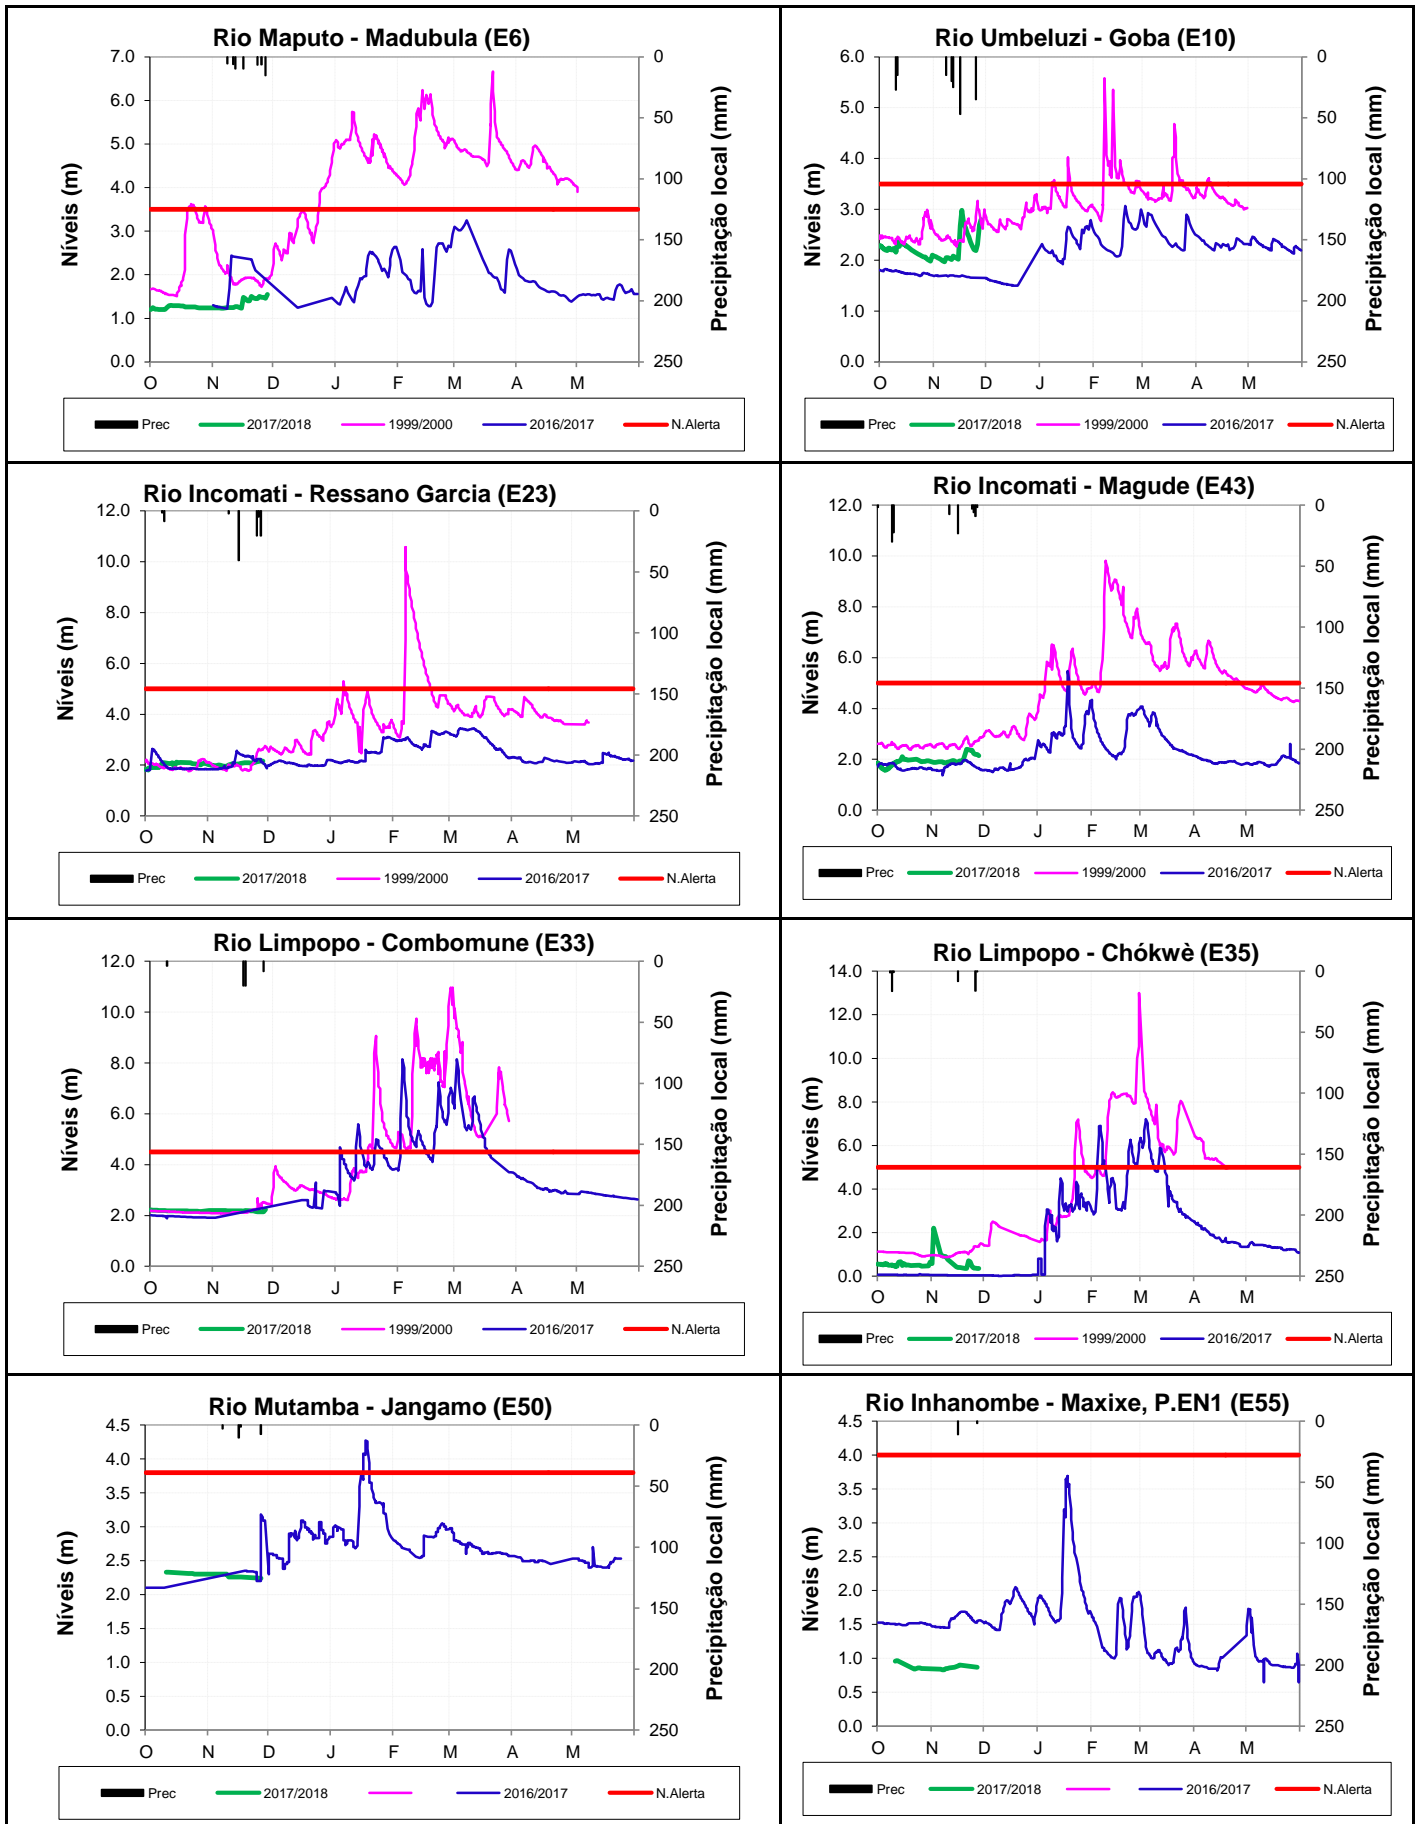 Rio Maputo - Madubula (E6)
Níveis (m)
7.0
6.0
5.0
4.0
3.0
2.0
1.0
0.0
0
50
100
150
200
250
Precipitação local (mm)
O N D J F M A M
Prec 2017/2018 1999/2000 2016/2017 N.Alerta
Rio Umbeluzi - Goba (E10)
Níveis (m)
6.0
5.0
4.0
3.0
2.0
1.0
0.0
0
50
100
150
200
250
Precipitação local (mm)
O N D J F M A M
Prec 2017/2018 1999/2000 2016/2017 N.Alerta
Rio Incomati - Ressano Garcia (E23)
Níveis (m)
12.0
10.0
8.0
6.0
4.0
2.0
0.0
0
50
100
150
200
250
Precipitação local (mm)
O N D J F M A M
Prec 2017/2018 1999/2000 2016/2017 N.Alerta
Rio Incomati - Magude (E43)
Níveis (m)
12.0
10.0
8.0
6.0
4.0
2.0
0.0
0
50
100
150
200
250
Precipitação local (mm)
O N D J F M A M
Prec 2017/2018 1999/2000 2016/2017 N.Alerta
Rio Limpopo - Combomune (E33)
Níveis (m)
12.0
10.0
8.0
6.0
4.0
2.0
0.0
0
50
100
150
200
250
Precipitação local (mm)
O N D J F M A M
Prec 2017/2018 1999/2000 2016/2017 N.Alerta
Rio Limpopo - Chókwè (E35)
Níveis (m)
14.0
12.0
10.0
8.0
6.0
4.0
2.0
0.0
0
50
100
150
200
250
Precipitação local (mm)
O N D J F M A M
Prec 2017/2018 1999/2000 2016/2017 N.Alerta
Rio Mutamba - Jangamo (E50)
Níveis (m)
4.5
4.0
3.5
3.0
2.5
2.0
1.5
1.0
0.5
0.0
0
50
100
150
200
250
Precipitação local (mm)
O N D J F M A M
Prec 2017/2018 2016/2017 N.Alerta
Rio Inhanombe - Maxixe, P.EN1 (E55)
Níveis (m)
4.5
4.0
3.5
3.0
2.5
2.0
1.5
1.0
0.5
0.0
0
50
100
150
200
250
Precipitação local (mm)
O N D J F M A M
Prec 2017/2018 2016/2017 N.Alerta